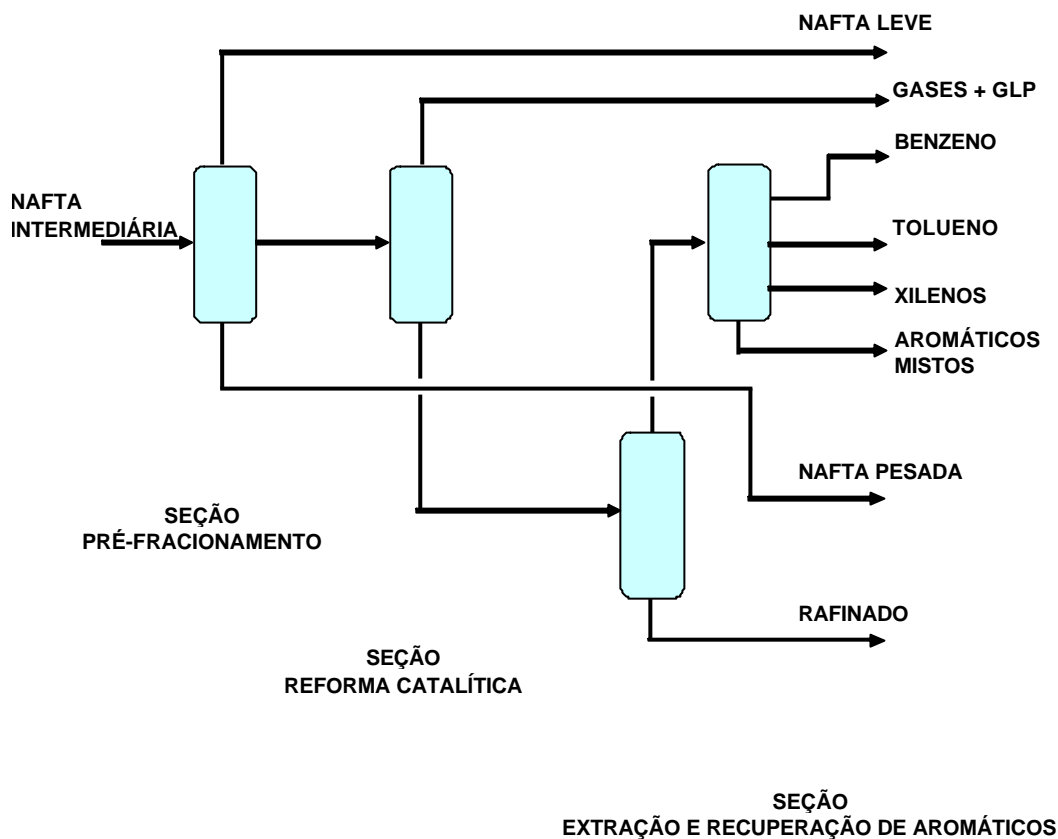 NAFTA LEVE
GASES + GLP
BENZENO
NAFTA
INTERMEDIÁRIA
TOLUENO
XILENOS
AROMÁTICOS
MISTOS
NAFTA PESADA
SEÇÃO
PRÉ-FRACIONAMENTO
RAFINADO
SEÇÃO
REFORMA CATALÍTICA
SEÇÃO
EXTRAÇÃO E RECUPERAÇÃO DE AROMÁTICOS